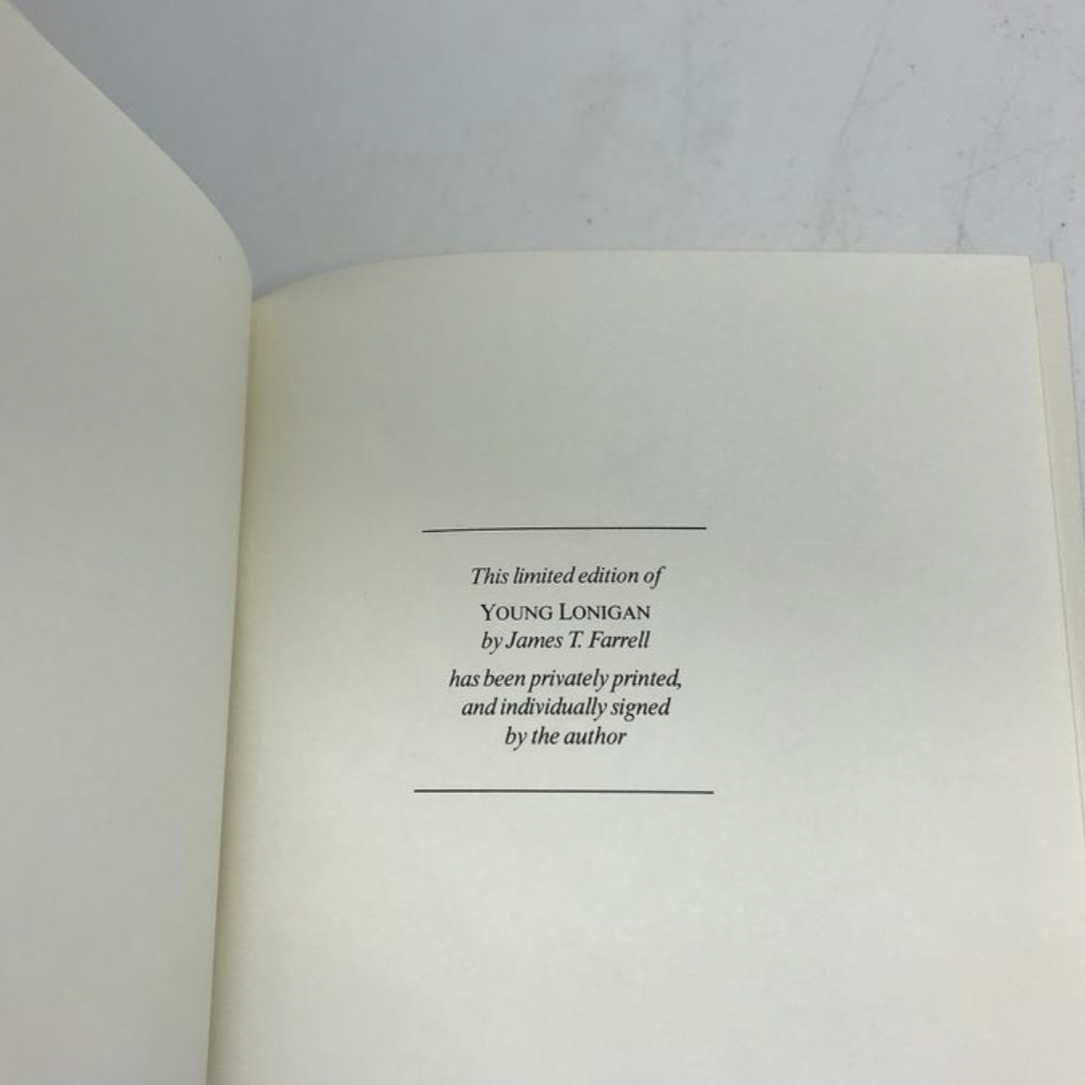 This limited edition of
YOUNG LONIGAN
by James T. Farrell
has been privately printed,
and individually signed
by the author